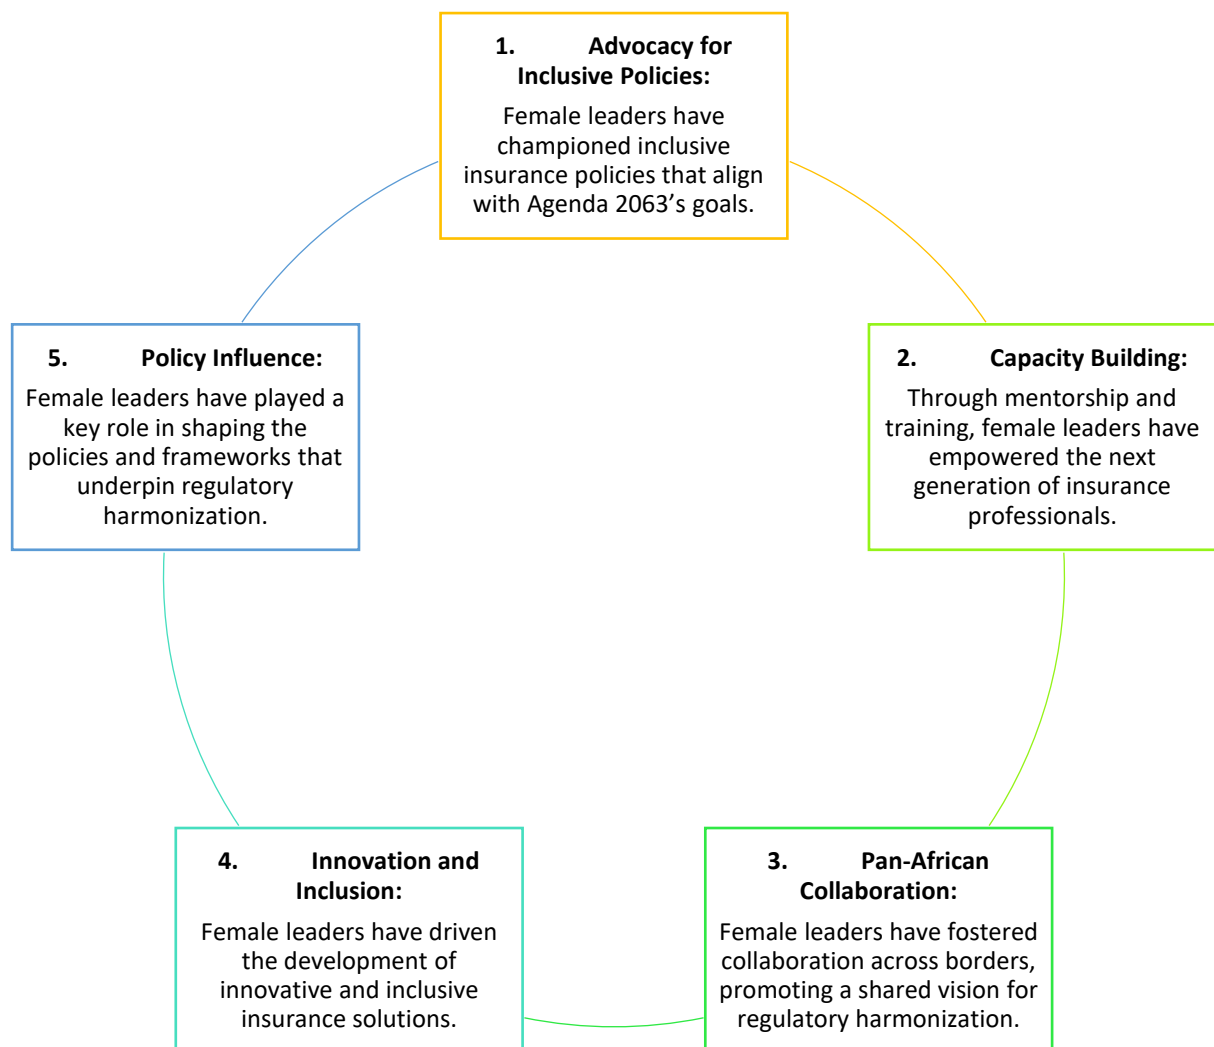 1. Advocacy for
Inclusive Policies:
Female leaders have
championed inclusive
insurance policies that align
with Agenda 2063’s goals.
2. Capacity Building:
Through mentorship and
training, female leaders have
empowered the next
generation of insurance
professionals.
3. Pan-African
Collaboration:
Female leaders have fostered
collaboration across borders,
promoting a shared vision for
regulatory harmonization.
4. Innovation and
Inclusion:
Female leaders have driven
the development of
innovative and inclusive
insurance solutions.
5. Policy Influence:
Female leaders have played a
key role in shaping the
policies and frameworks that
underpin regulatory
harmonization.